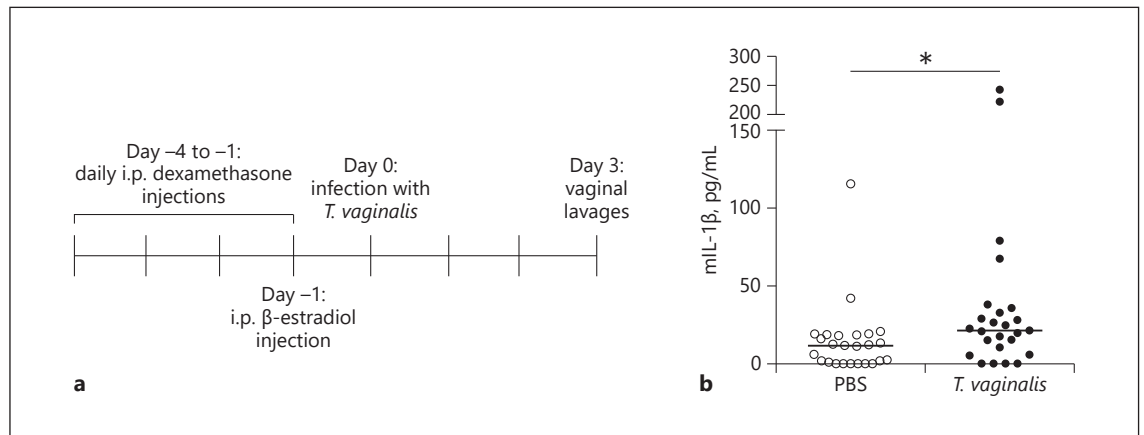 Day –4 to –1:
daily i.p. dexamethasone
injections
Day 0:
infection with
T. vaginalis
Day 3:
vaginal
lavages
Day –1:
i.p. β-estradiol
injection
a
mIL-1β, pg/mL
300
250
200
150
100
50
0
*
PBS
T. vaginalis
b